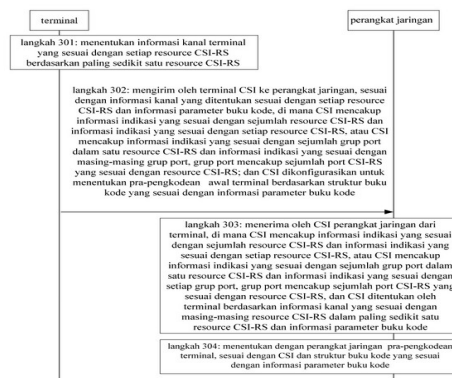 terminal
perangkat jaringan
langkah 301: menentukan informasi kanal terminal
yang sesuai dengan setiap resource CSI-RS
berdasarkan paling sedikit satu resource CSI-RS
langkah 302: mengirim oleh terminal CSI ke perangkat jaringan, sesuai
dengan informasi kanal yang ditentukan sesuai dengan setiap resource
CSI-RS dan informasi parameter buku kode, di mana CSI mencakup
informasi indikasi yang sesuai dengan sejumlah resource CSI-RS dan
informasi indikasi yang sesuai dengan setiap resource CSI-RS, atau CSI
mencakup informasi indikasi yang sesuai dengan sejumlah grup port
dalam satu resource CSI-RS dan informasi indikasi yang sesuai dengan
masing-masing grup port, grup port mencakup sejumlah port CSI-RS
yang sesuai dengan resource CSI-RS; dan CSI dikonfigurasikan untuk
menentukan pra-pengkodean awal terminal berdasarkan struktur buku
kode yang sesuai dengan informasi parameter buku kode
langkah 303: menerima oleh CSI perangkat jaringan dari
terminal, di mana CSI mencakup informasi indikasi yang sesuai
dengan sejumlah resource CSI-RS dan informasi indikasi yang
sesuai dengan setiap resource CSI-RS, atau CSI mencakup
informasi indikasi yang sesuai dengan sejumlah grup port dalam
satu resource CSI-RS dan informasi indikasi yang sesuai dengan
setiap grup port, grup port mencakup sejumlah port CSI-RS yang
sesuai dengan resource CSI-RS, dan CSI ditentukan oleh
terminal berdasarkan informasi kanal yang sesuai dengan
masing-masing resource CSI-RS dalam paling sedikit satu
resource CSI-RS dan informasi parameter buku kode
langkah 304: menentukan dengan perangkat jaringan pra-pengkodean
terminal, sesuai dengan CSI dan struktur buku kode yang sesuai
dengan informasi parameter buku kode